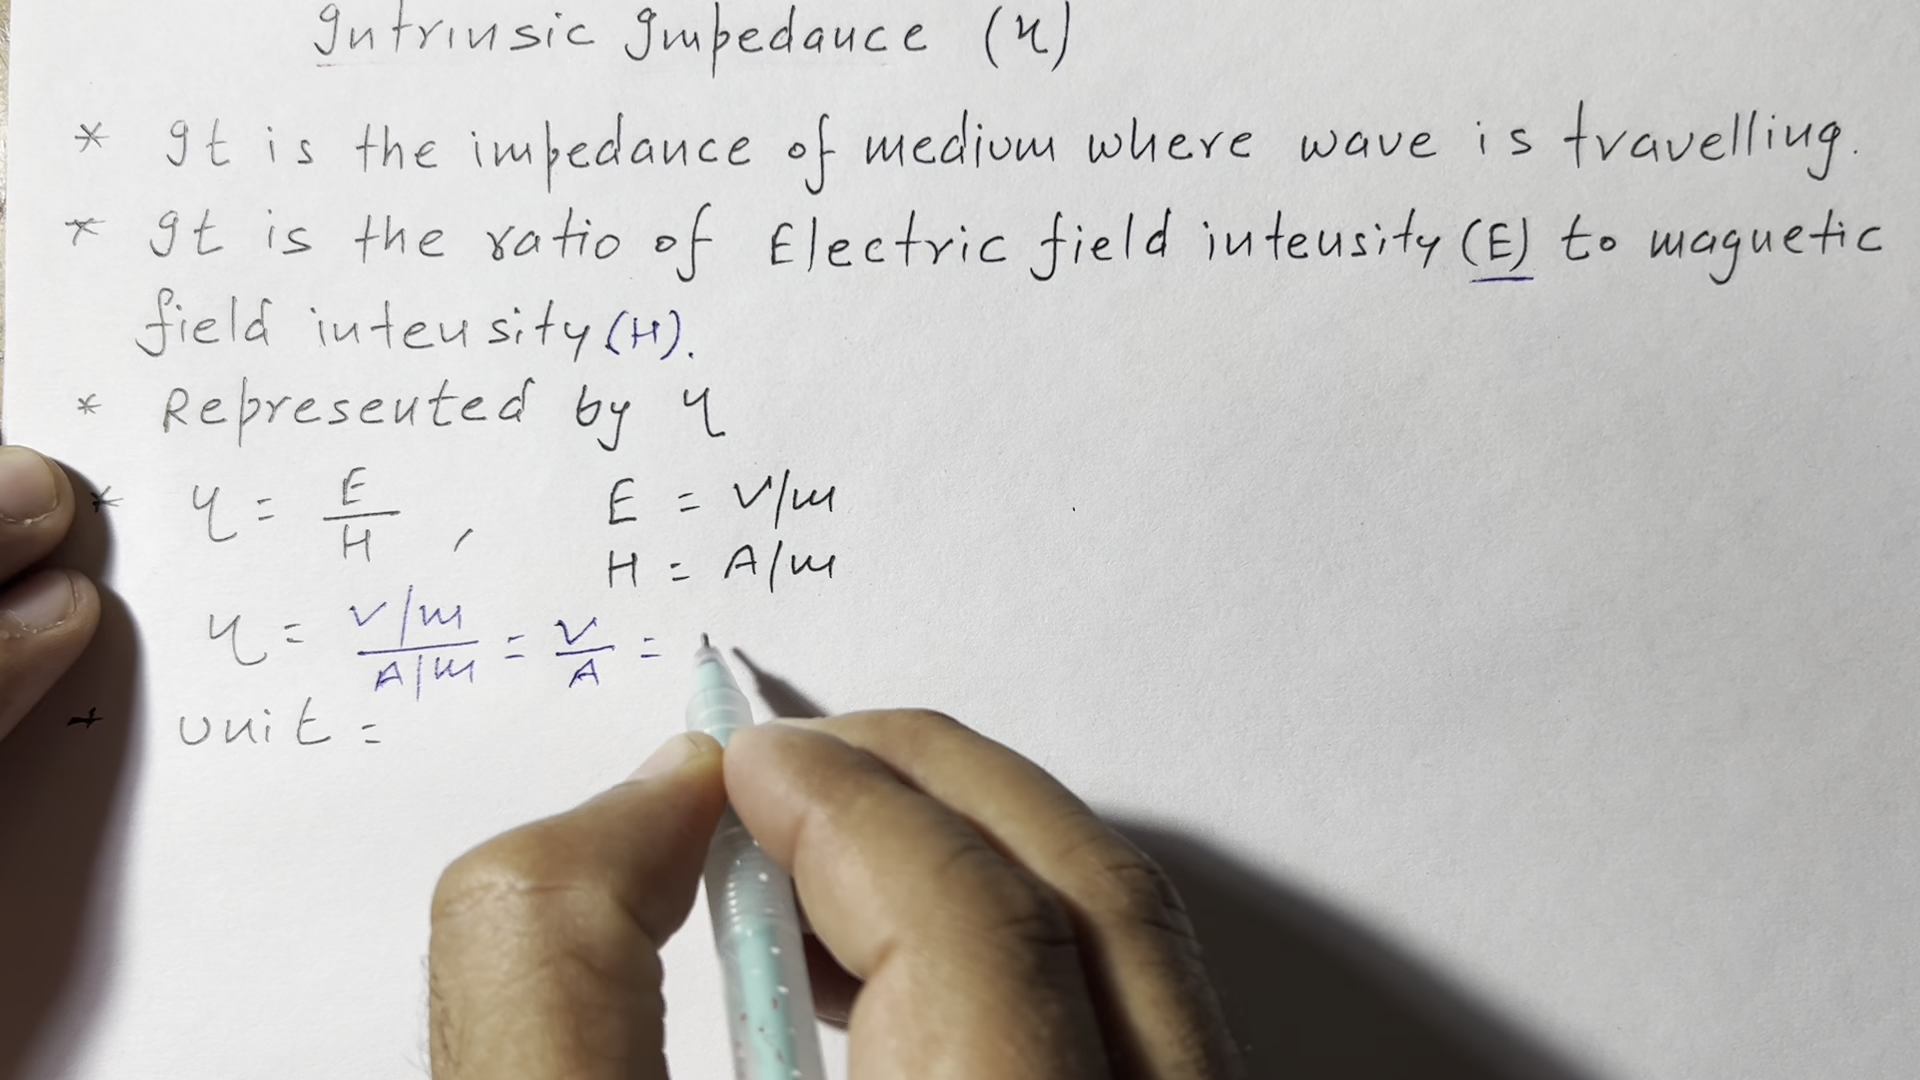 Intrinsic Impedance (η)
* It is the impedance of medium where wave is travelling.
* It is the ratio of Electric field intensity (E) to magnetic
field intensity (H).
* Represented by η
* η = E/H , E = V/m
H = A/m
η = V/m / A/m = V/A =
* unit =